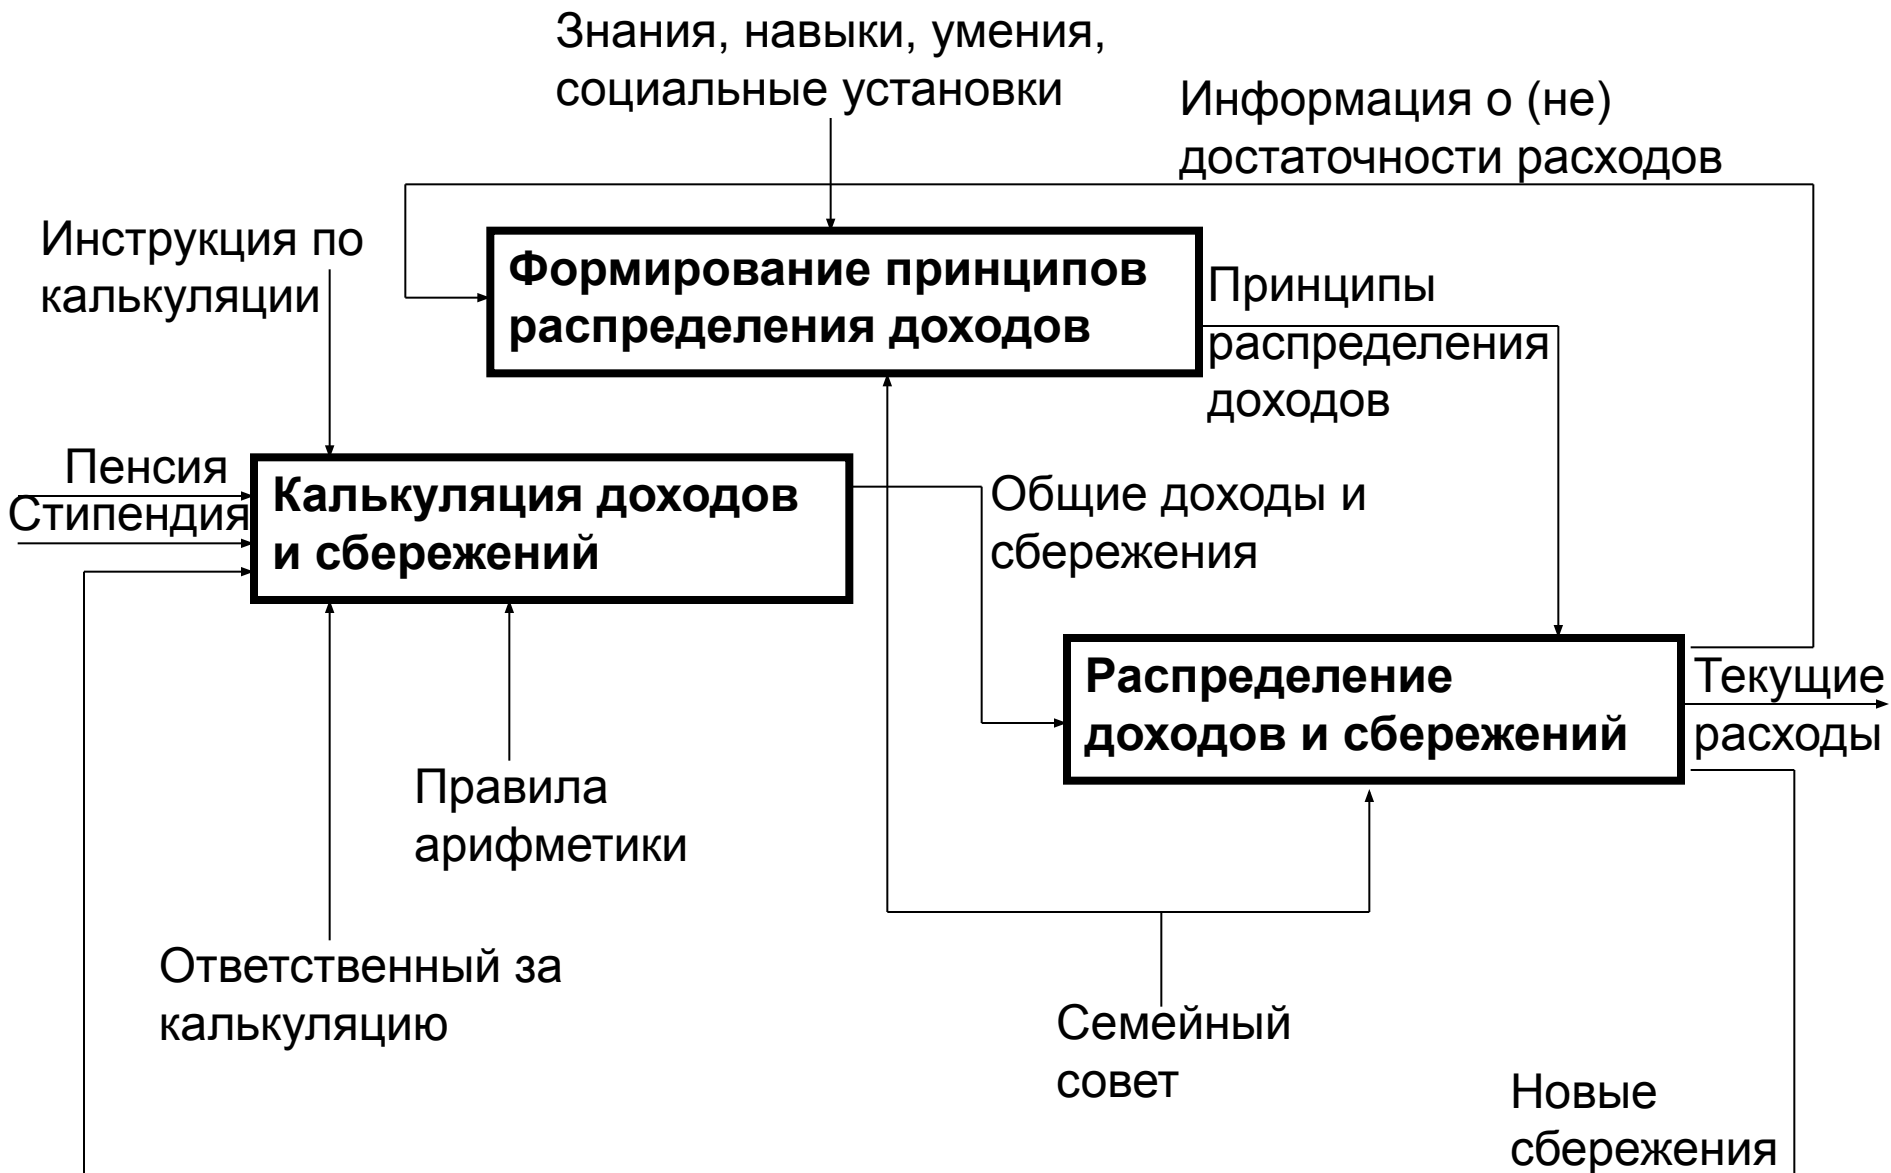 Знания, навыки, умения,
социальные установки
Информация о (не)
достаточности расходов
Инструкция по
калькуляции
Формирование принципов
распределения доходов
Принципы
распределения
доходов
Пенсия
Стипендия
Калькуляция доходов
и сбережений
Общие доходы и
сбережения
Распределение
доходов и сбережений
Текущие
расходы
Правила
арифметики
Ответственный за
калькуляцию
Семейный
совет
Новые
сбережения